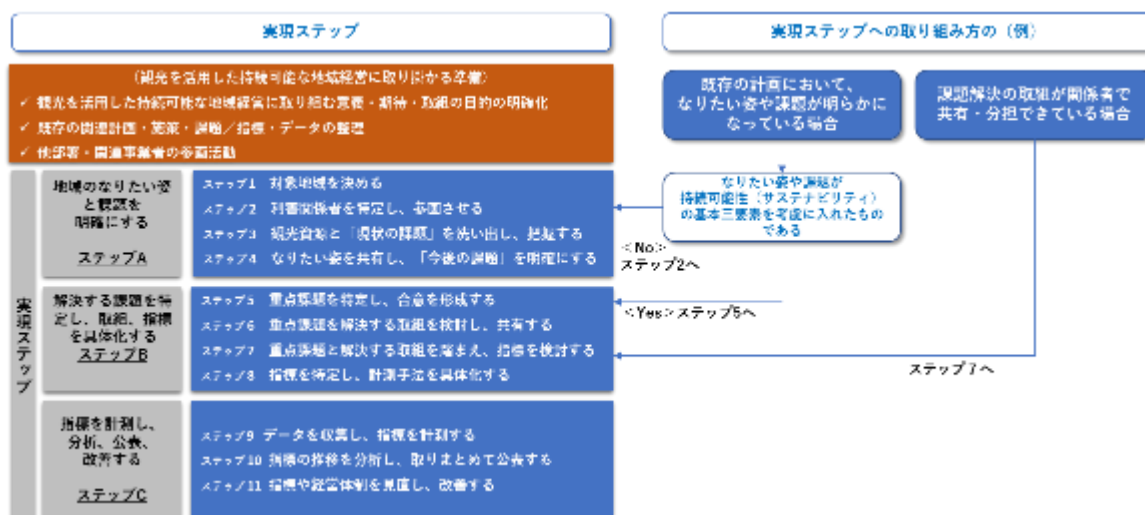 実現ステップ
実現ステップへの取り組み方の（例）
（観光を活用した持続可能な地域経営に取り掛かる準備）
✓ 観光を活用した持続可能な地域経営に取り組む意義・期待・取組の目的の明確化
✓ 既存の関連計画・施策・課題／指標・データの整理
✓ 他部署・関連事業者の参画活動
既存の計画において、
なりたい姿や課題が明らかに
なっている場合
課題解決の取組が関係者で
共有・分担できている場合
実現ステップ
地域のなりたい姿
と課題を
明確にする
ステップA
ステップ1 対象地域を決める
ステップ2 利害関係者を特定し、参画させる
ステップ3 観光資源と「現状の課題」を洗い出し、把握する
ステップ4 なりたい姿を共有し、「今後の課題」を明確にする
なりたい姿や課題が
持続可能性（サステナビリティ）
の基本三要素を考慮に入れたもの
である
＜No＞
ステップ2へ
解決する課題を特
定し、取組、指標
を具体化する
ステップB
ステップ5 重点課題を特定し、合意を形成する
ステップ6 重点課題を解決する取組を検討し、共有する
ステップ7 重点課題と解決する取組を踏まえ、指標を検討する
ステップ8 指標を特定し、計測手法を具体化する
＜Yes＞ステップ5へ
ステップ7へ
指標を計測し、
分析、公表、
改善する
ステップC
ステップ9 データを収集し、指標を計測する
ステップ10 指標の推移を分析し、取りまとめて公表する
ステップ11 指標や経営体制を見直し、改善する